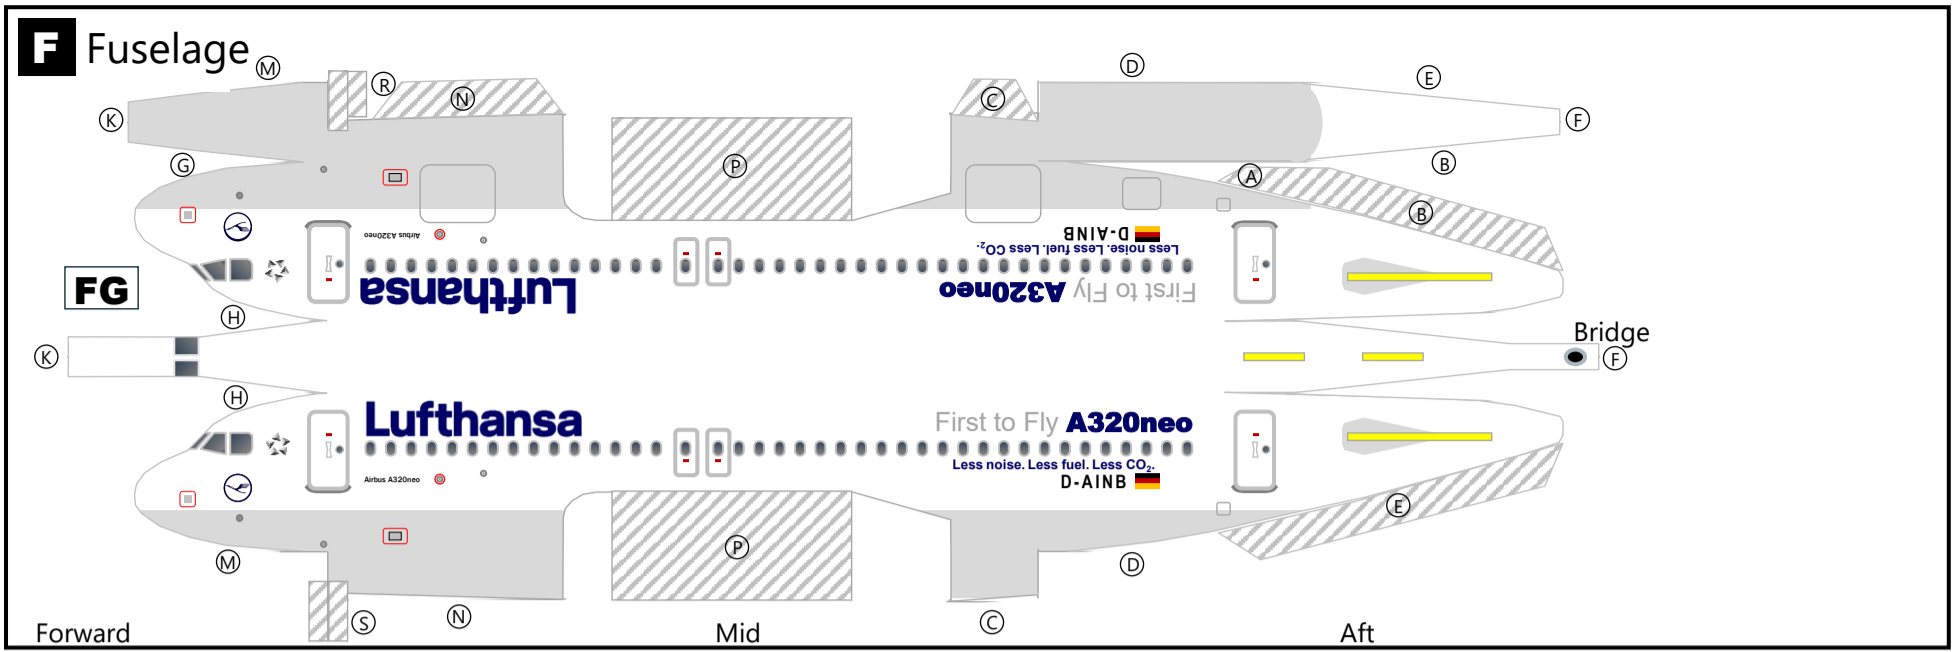 F Fuselage
M
R
N
C
D
E
K
F
G
P
A
B
B
D-AINB
Airbus A320neo
Less noise. Less fuel. Less CO2.
Lufthansa
First to Fly A320neo
FG
H
Bridge
K
F
H
Lufthansa
First to Fly A320neo
Less noise. Less fuel. Less CO2.
Airbus A320neo
D-AINB
E
P
M
D
S
N
C
Forward
Mid
Aft